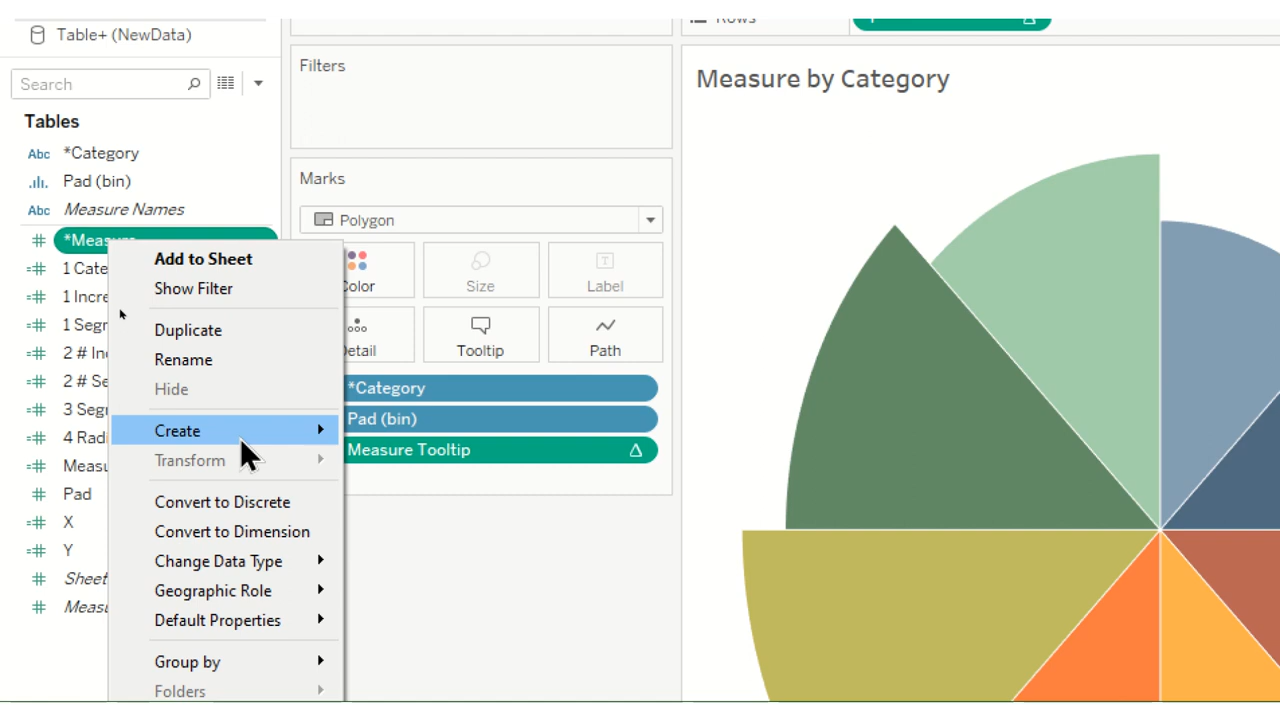 Table+ (NewData)
Search
Tables
Abc *Category
Pad (bin)
Abc Measure Names
*Measure
1 Cate
1 Incre
1 Segr
2 # In
2 # Se
3 Segr
4 Radi
Measu
Pad
X
Y
Sheet
Measu
Add to Sheet
Show Filter
Duplicate
Rename
Hide
Create
Transform
Convert to Discrete
Convert to Dimension
Change Data Type
Geographic Role
Default Properties
Group by
Folders
Filters
Marks
Polygon
Color
Size
T
Label
Detail
Tooltip
Path
*Category
Pad (bin)
Measure Tooltip
Rows
Measure by Category